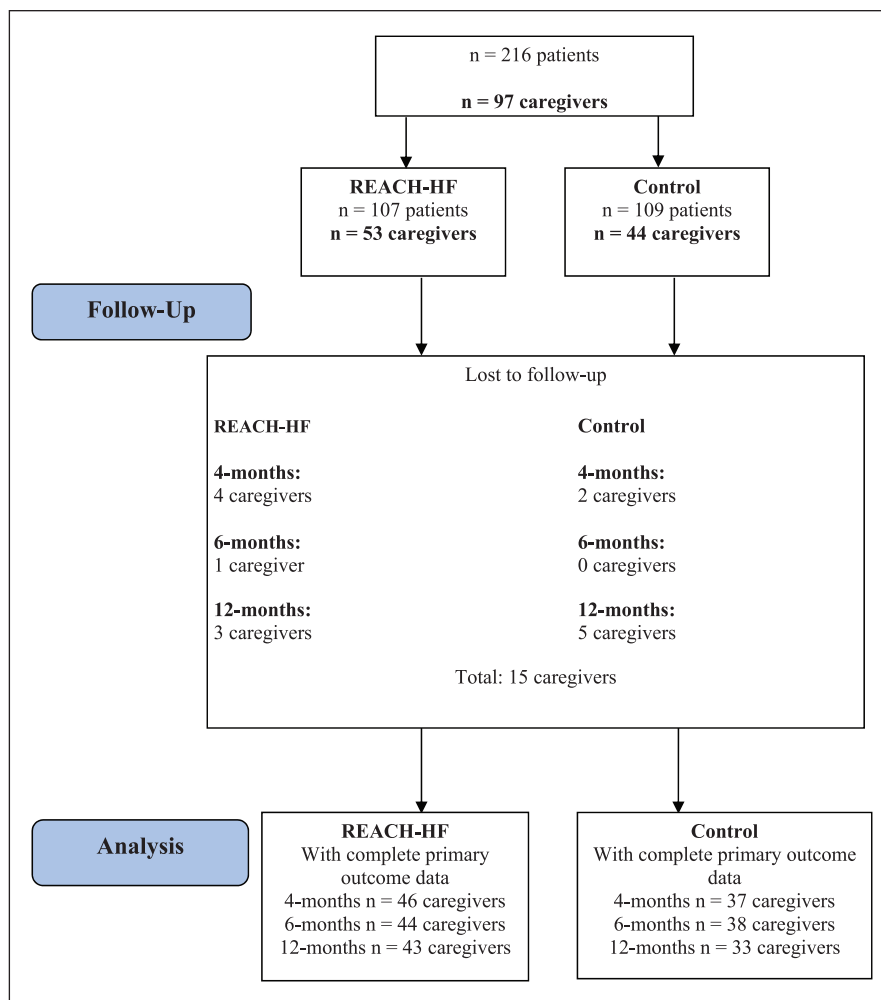 n = 216 patients
n = 97 caregivers
REACH-HF
n = 107 patients
n = 53 caregivers
Control
n = 109 patients
n = 44 caregivers
Follow-Up
Lost to follow-up
REACH-HF
4-months:
4 caregivers
6-months:
1 caregiver
12-months:
3 caregivers
Control
4-months:
2 caregivers
6-months:
0 caregivers
12-months:
5 caregivers
Total: 15 caregivers
Analysis
REACH-HF
With complete primary
outcome data
4-months n = 46 caregivers
6-months n = 44 caregivers
12-months n = 43 caregivers
Control
With complete primary outcome
data
4-months n = 37 caregivers
6-months n = 38 caregivers
12-months n = 33 caregivers